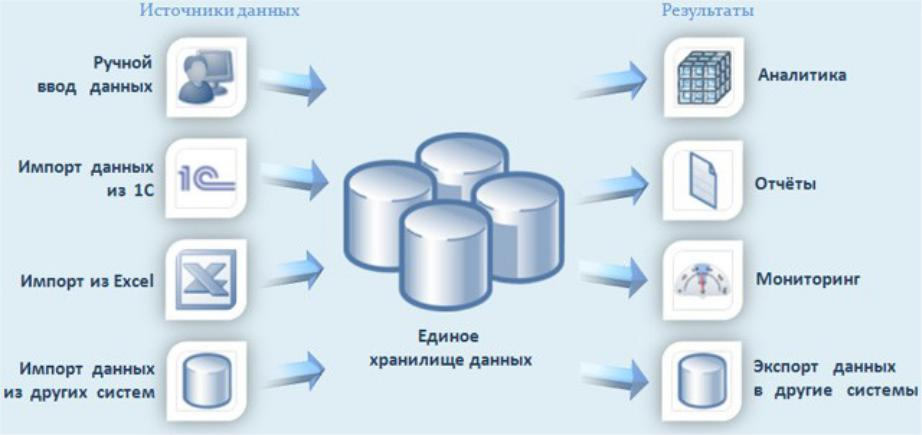 Источники данных
Результаты
Ручной
ввод данных
Аналитика
Импорт данных
из 1С
1С
Отчёты
Импорт из Excel
Мониторинг
Единое
хранилище данных
Импорт данных
из других систем
Экспорт данных
в другие системы